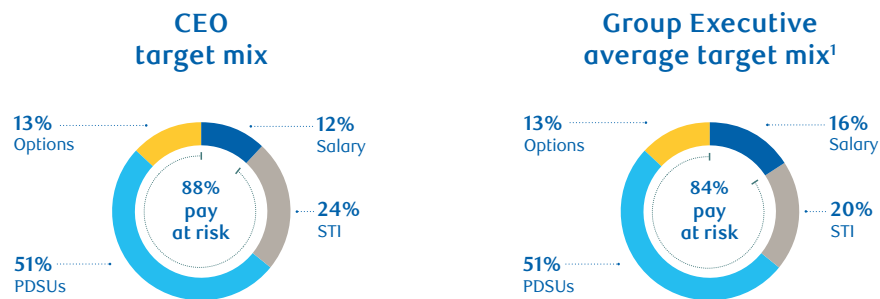 CEO
target mix
13%
Options
12%
Salary
88%
pay
at risk
24%
STI
51%
PDSUs
Group Executive
average target mix¹
13%
Options
16%
Salary
84%
pay
at risk
20%
STI
51%
PDSUs